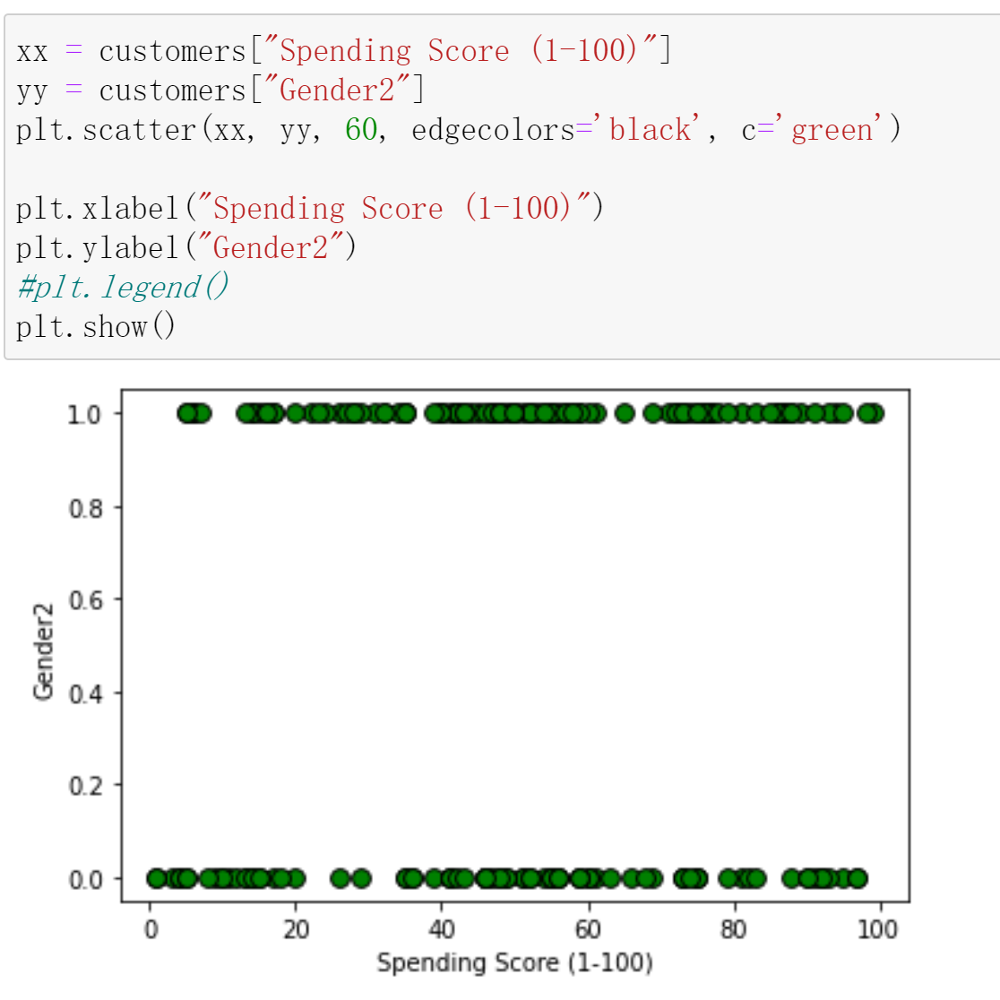 xx = customers["Spending Score (1-100)"]
yy = customers["Gender2"]
plt.scatter(xx, yy, 60, edgecolors='black', c='green')
plt.xlabel("Spending Score (1-100)")
plt.ylabel("Gender2")
#plt.legend()
plt.show()
1.0
0.8
0.6
0.4
0.2
0.0
Gender2
0 20 40 60 80 100
Spending Score (1-100)